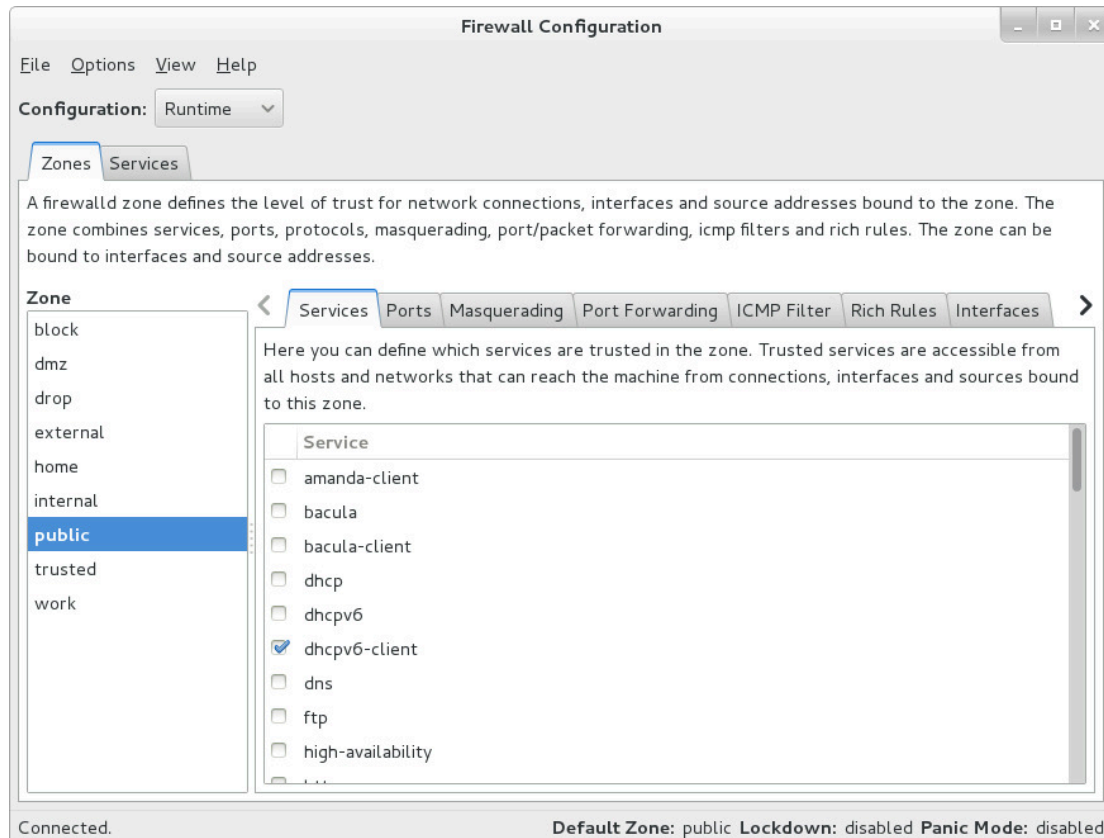 Firewall Configuration
File Options View Help
Configuration: Runtime
Zones Services
A firewalld zone defines the level of trust for network connections, interfaces and source addresses bound to the zone. The
zone combines services, ports, protocols, masquerading, port/packet forwarding, icmp filters and rich rules. The zone can be
bound to interfaces and source addresses.
Zone
block
dmz
drop
external
home
internal
public
trusted
work
Services Ports Masquerading Port Forwarding ICMP Filter Rich Rules Interfaces
Here you can define which services are trusted in the zone. Trusted services are accessible from
all hosts and networks that can reach the machine from connections, interfaces and sources bound
to this zone.
Service
amanda-client
bacula
bacula-client
dhcp
dhcpv6
dhcpv6-client
dns
ftp
high-availability
Connected.
Default Zone: public Lockdown: disabled Panic Mode: disabled